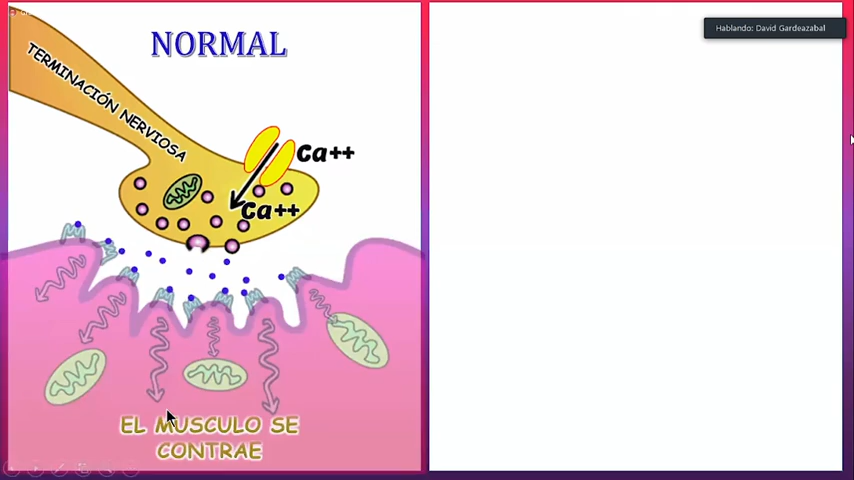 NORMAL
Hablando: David Gardeazabal
TERMINACIÓN NERVIOSA
Ca++
Ca++
EL MUSCULO SE
CONTRAE